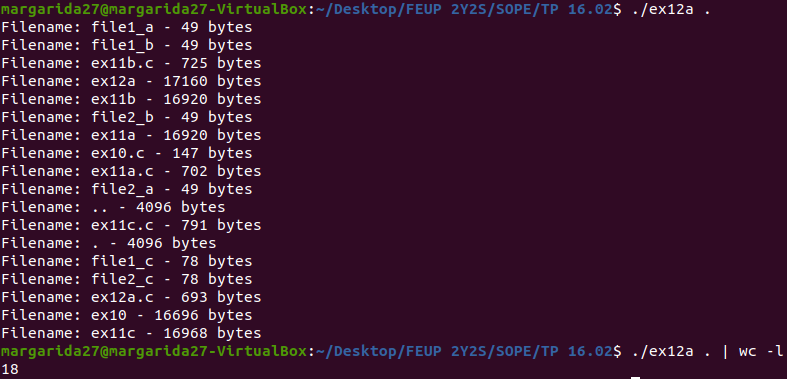 margarida27@margarida27-VirtualBox:~/Desktop/FEUP 2Y2S/SOPE/TP 16.02$ ./ex12a .
Filename: file1_a - 49 bytes
Filename: file1_b - 49 bytes
Filename: ex11b.c - 725 bytes
Filename: ex12a - 17160 bytes
Filename: ex11b - 16920 bytes
Filename: file2_b - 49 bytes
Filename: ex11a - 16920 bytes
Filename: ex10.c - 147 bytes
Filename: ex11a.c - 702 bytes
Filename: file2_a - 49 bytes
Filename: .. - 4096 bytes
Filename: ex11c.c - 791 bytes
Filename: . - 4096 bytes
Filename: file1_c - 78 bytes
Filename: file2_c - 78 bytes
Filename: ex12a.c - 693 bytes
Filename: ex10 - 16696 bytes
Filename: ex11c - 16968 bytes
margarida27@margarida27-VirtualBox:~/Desktop/FEUP 2Y2S/SOPE/TP 16.02$ ./ex12a . | wc -l
18